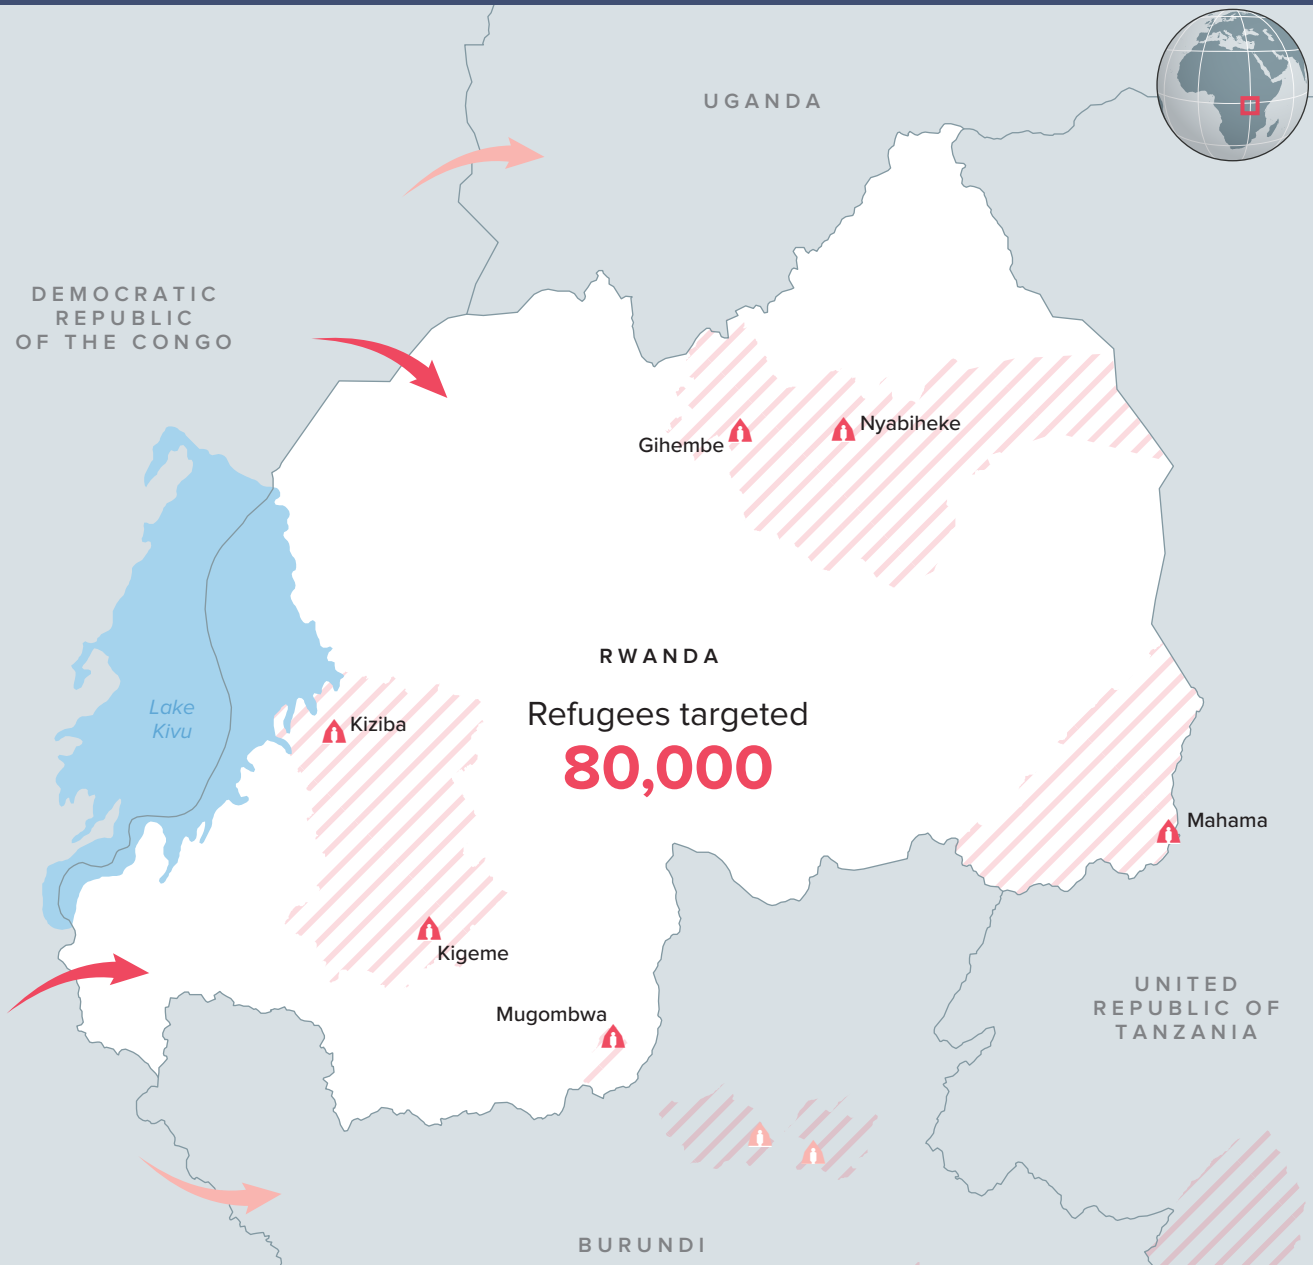 UGANDA
DEMOCRATIC
REPUBLIC
OF THE CONGO
Nyabiheke
Gihembe
RWANDA
Refugees targeted
80,000
Lake
Kivu
Kiziba
Mahama
Kigeme
Mugombwa
UNITED
REPUBLIC OF
TANZANIA
BURUNDI